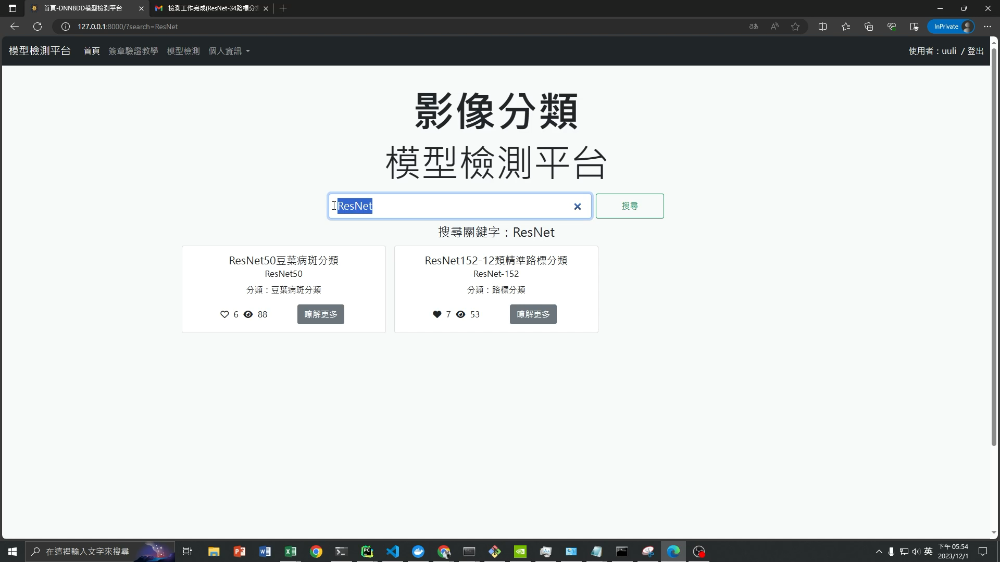 首頁-DNNBDD模型檢測平台
檢測工作完成(ResNet-34路標分類
127.0.0.1:8000/?search=ResNet
InPrivate
模型檢測平台 首頁 簽章驗證教學 模型檢測 個人資訊
使用者：uuli / 登出
影像分類
模型檢測平台
ResNet
搜尋
搜尋關鍵字：ResNet
ResNet50豆葉病斑分類
ResNet50
分類：豆葉病斑分類
6 88 瞭解更多
ResNet152-12類精準路標分類
ResNet-152
分類：路標分類
7 53 瞭解更多
在這裡輸入文字來搜尋
英
下午 05:54
2023/12/1